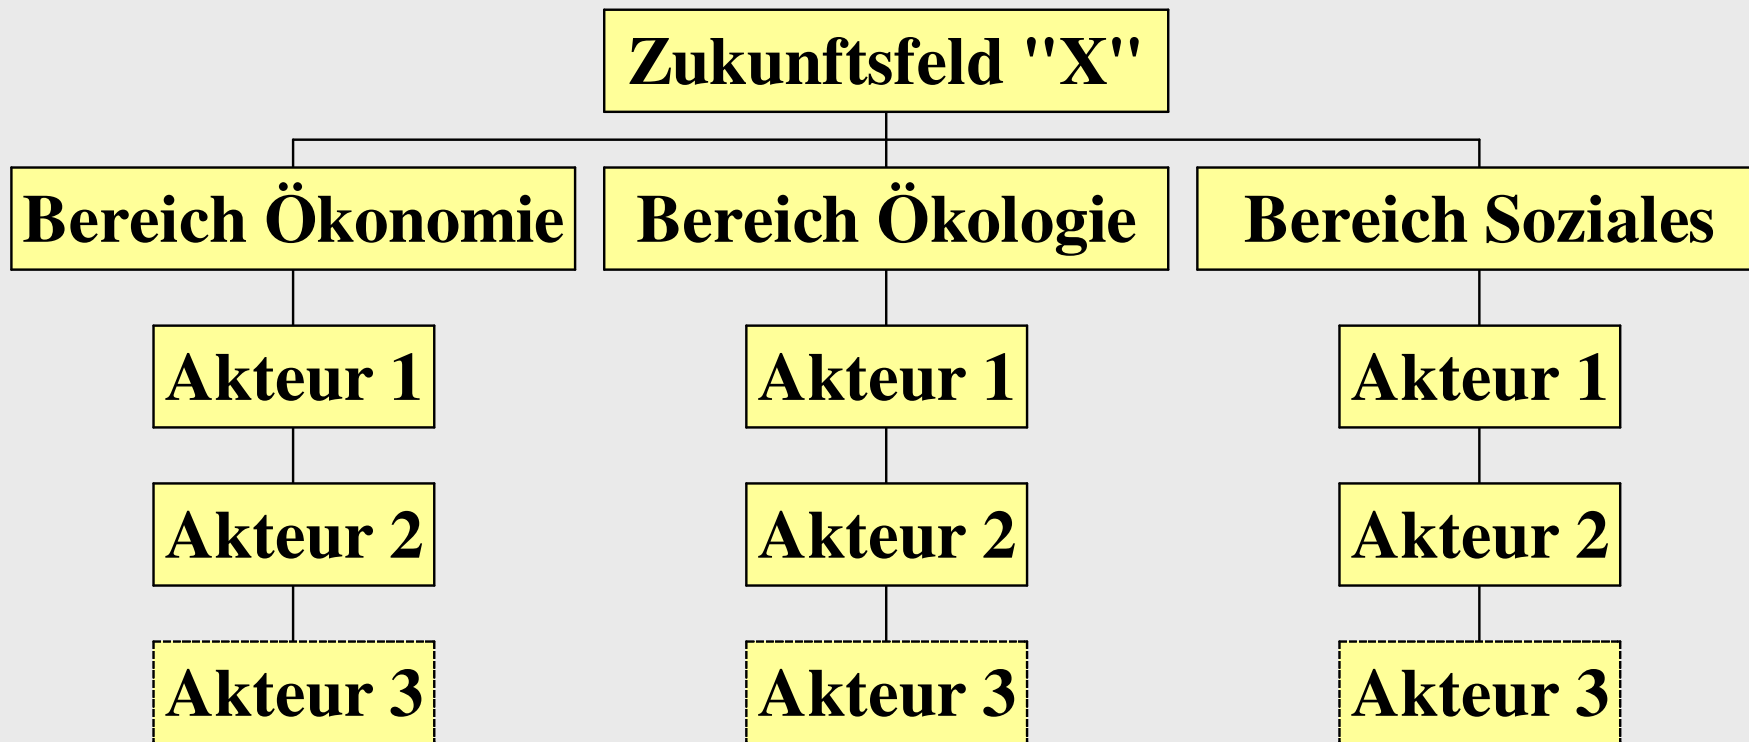 Zukunftsfeld "X"
Bereich Ökonomie
Bereich Ökologie
Bereich Soziales
Akteur 1
Akteur 1
Akteur 1
Akteur 2
Akteur 2
Akteur 2
Akteur 3
Akteur 3
Akteur 3